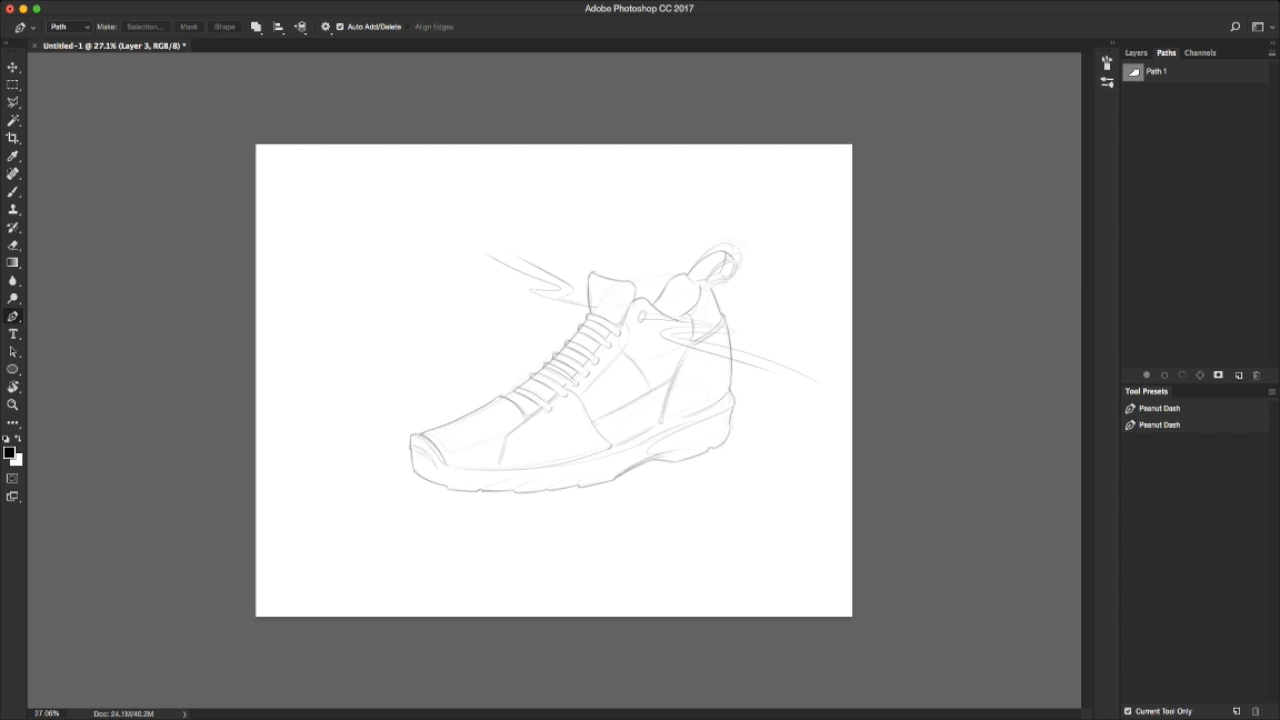 Adobe Photoshop CC 2017
Path Make: Selection... Mask Shape Auto Add/Delete Align Edges
Untitled-1 @ 27.1% (Layer 3, RGB/8) *
Layers Paths Channels
Path 1
Tool Presets
Peanut Dash
Peanut Dash
27.06% Doc: 24.1M/40.2M
Current Tool Only